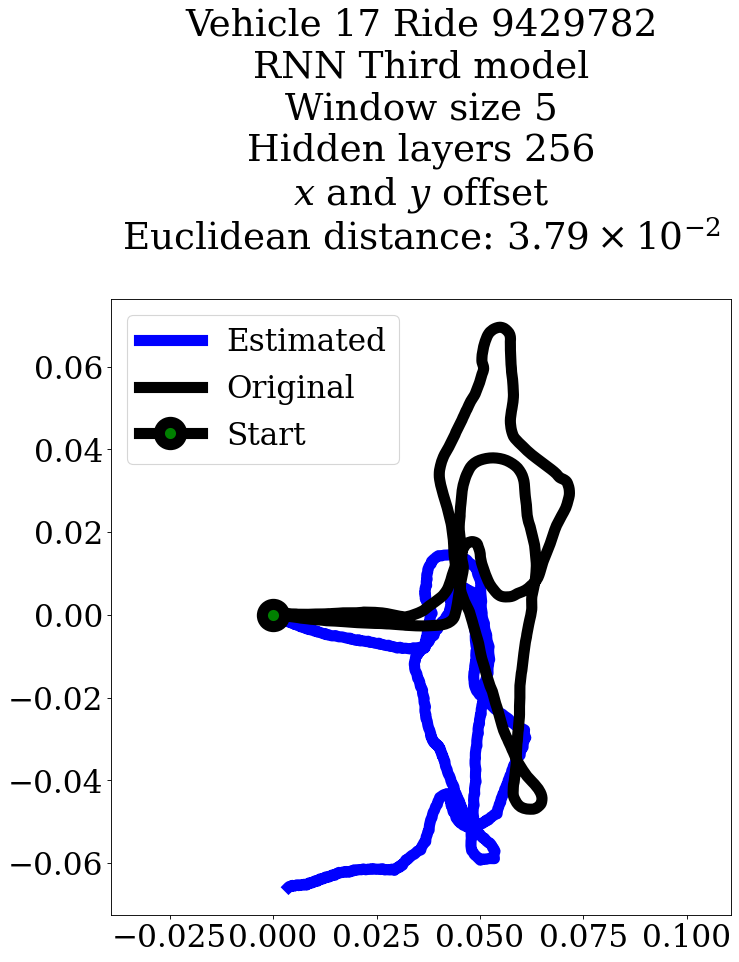 Vehicle 17 Ride 9429782
RNN Third model
Window size 5
Hidden layers 256
x and y offset
Euclidean distance: 3.79 × 10⁻²
Estimated
Original
Start
0.06
0.04
0.02
0.00
−0.02
−0.04
−0.06
−0.025 0.000 0.025 0.050 0.075 0.100